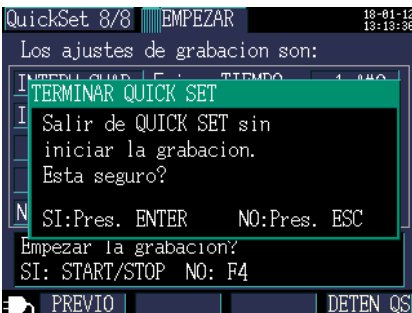 QuickSet 8/8 EMPEZAR 18-01-12
13:13:36
Los ajustes de grabacion son:
TIEMPO
TERMINAR QUICK SET
Salir de QUICK SET sin
iniciar la grabacion.
Esta seguro?
SI:Pres. ENTER NO:Pres. ESC
Empezar la grabacion?
SI: START/STOP NO: F4
PREVIO DETEN QS